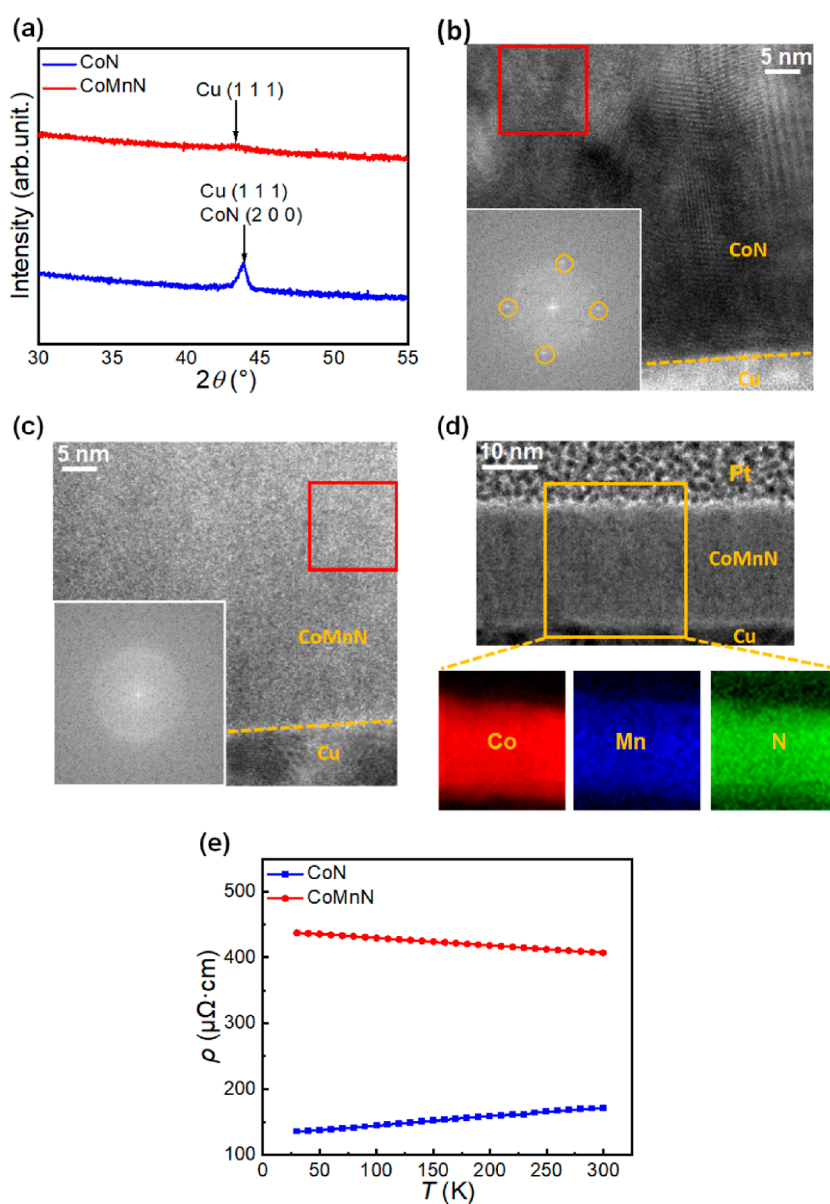 (a)
CoN
CoMnN
Cu (1 1 1)
Cu (1 1 1)
CoN (2 0 0)
Intensity (arb.unit.)
30 35 40 45 50 55
2θ (°)
(b)
5 nm
CoN
Cu
(c)
5 nm
CoMnN
Cu
(d)
10 nm
Pt
CoMnN
Cu
Co
Mn
N
(e)
CoN
CoMnN
500
400
300
200
100
ρ (μΩ·cm)
0 50 100 150 200 250 300
T (K)